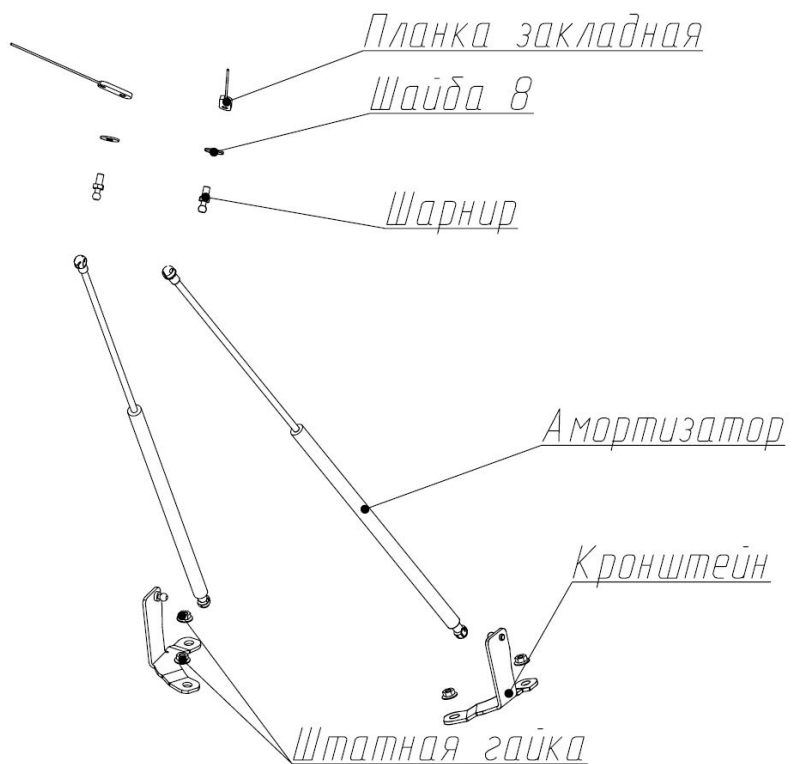 Планка закладная
Шайба 8
Шарнир
Амортизатор
Кронштейн
Штатная гайка